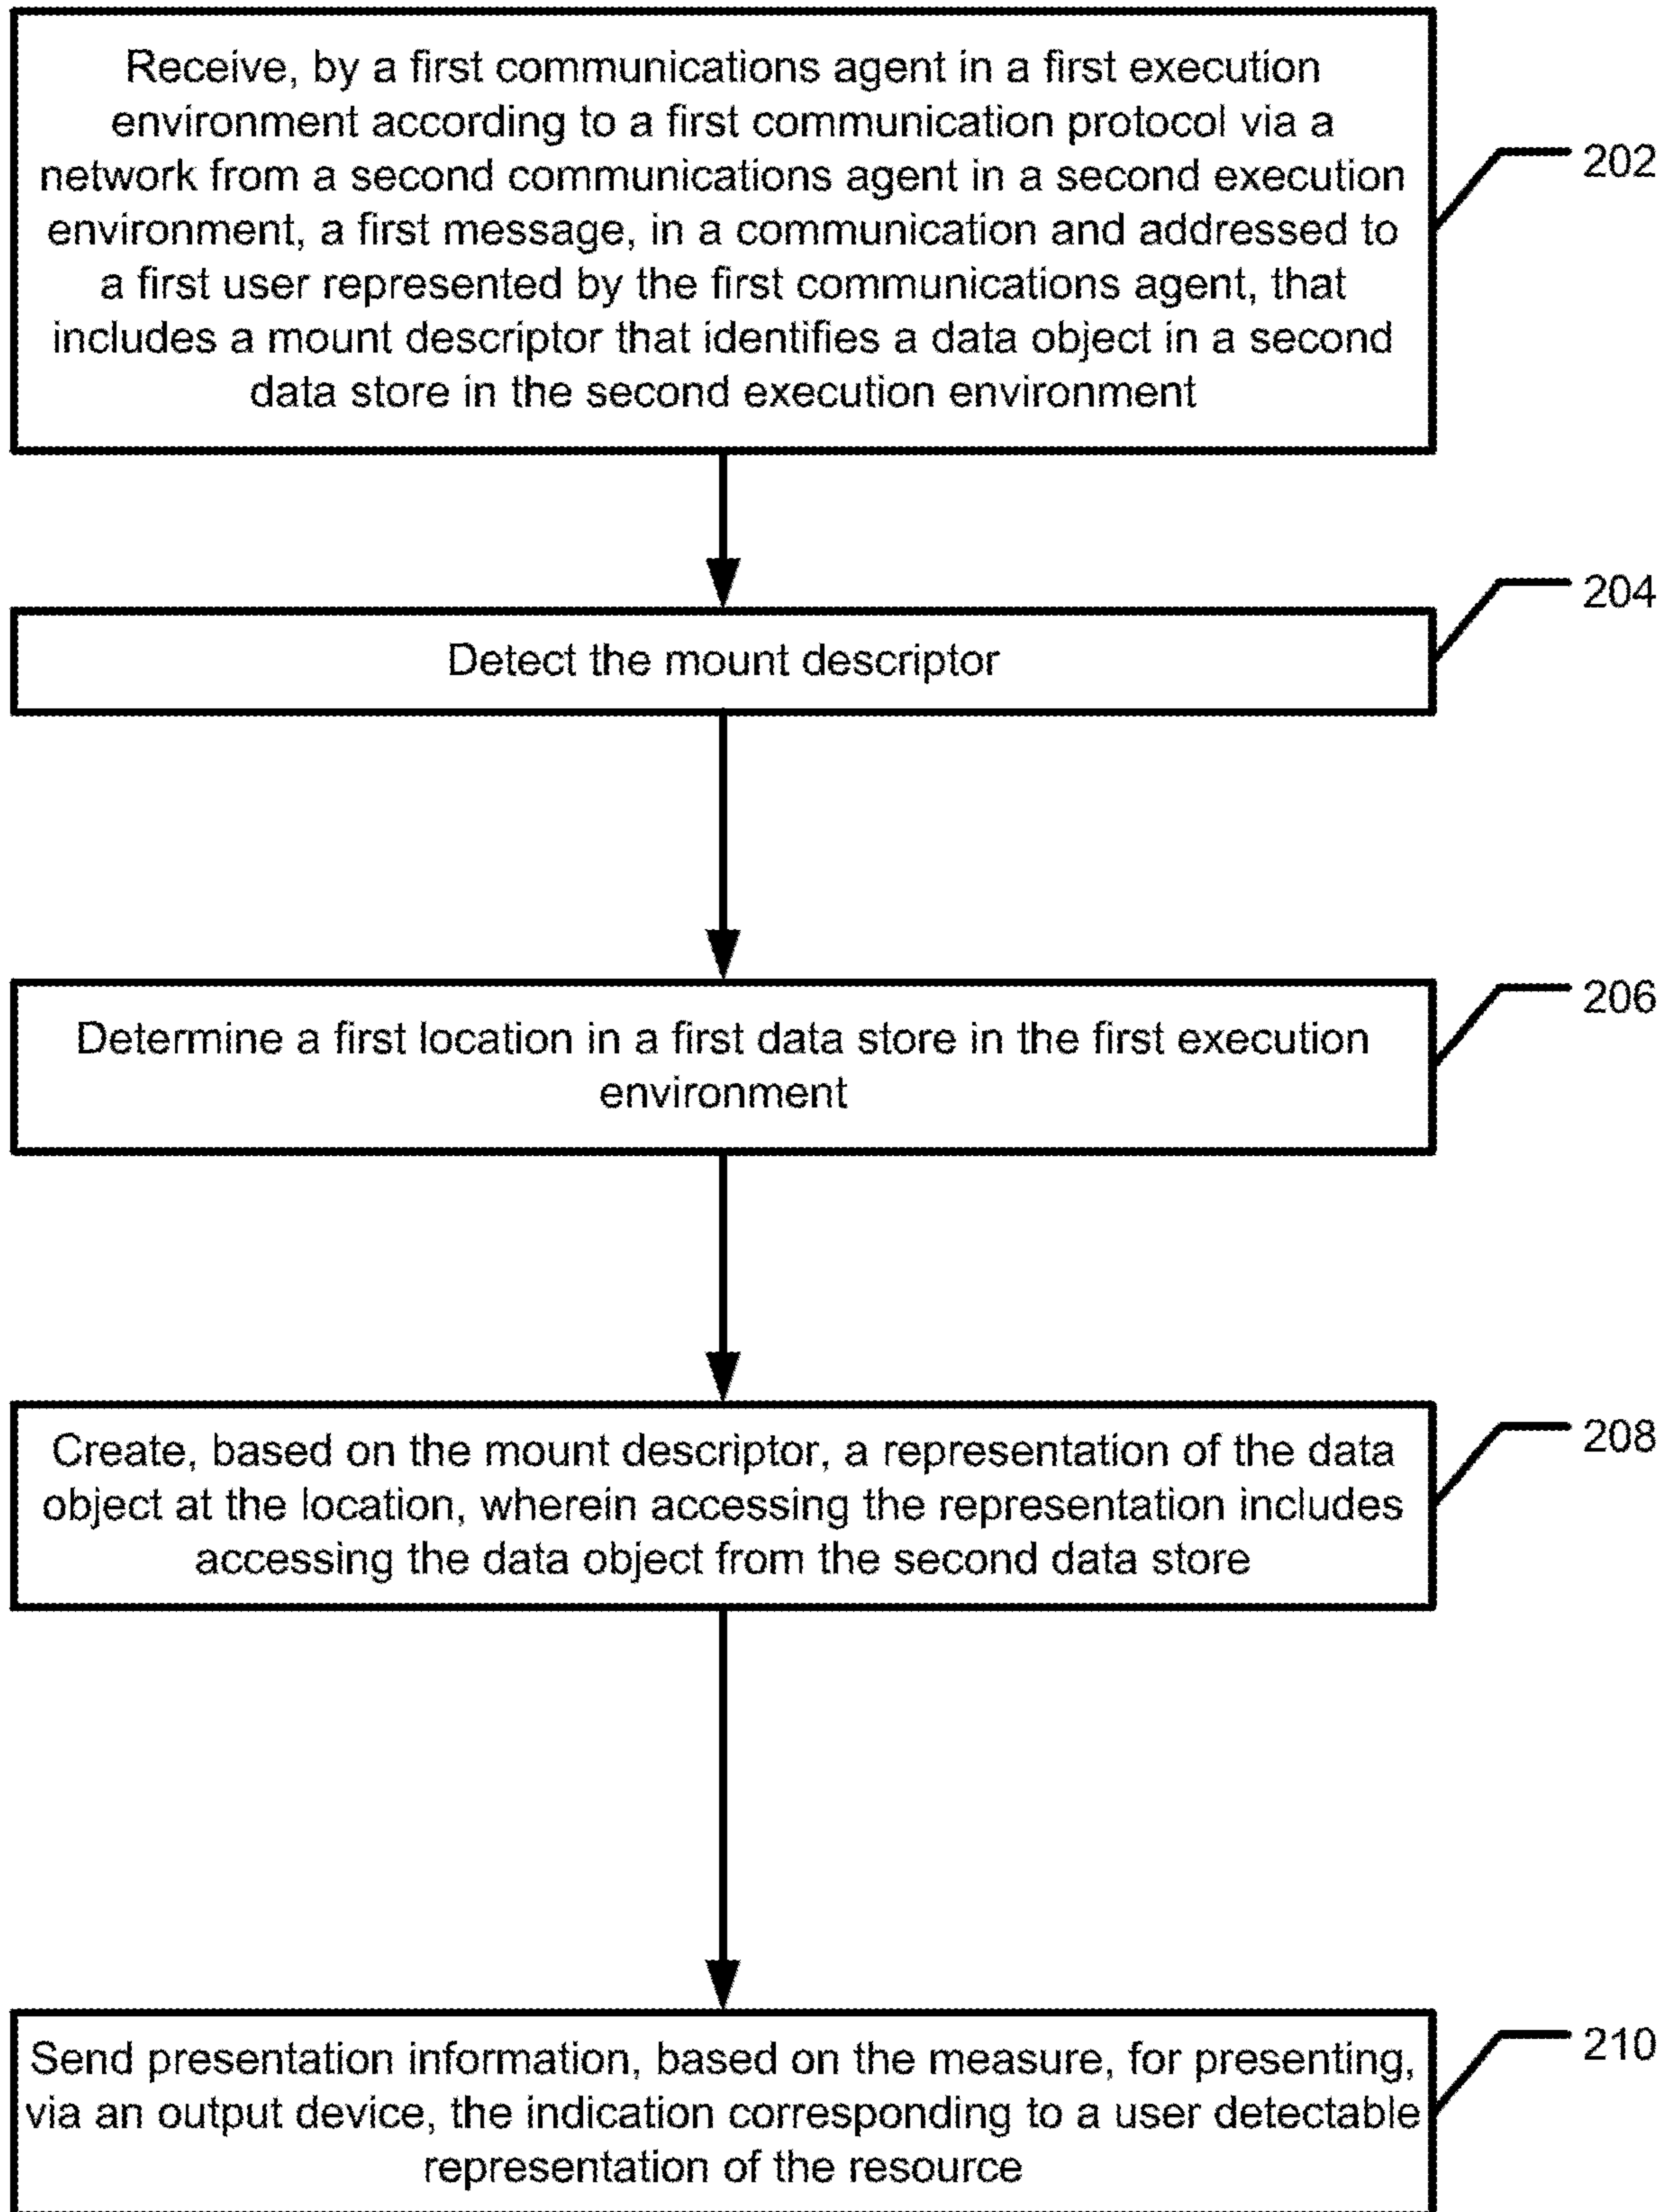 Receive, by a first communications agent in a first execution
environment according to a first communication protocol via a
network from a second communications agent in a second execution
environment, a first message, in a communication and addressed to
a first user represented by the first communications agent, that
includes a mount descriptor that identifies a data object in a second
data store in the second execution environment
202
Detect the mount descriptor
204
Determine a first location in a first data store in the first execution
environment
206
Create, based on the mount descriptor, a representation of the data
object at the location, wherein accessing the representation includes
accessing the data object from the second data store
208
Send presentation information, based on the measure, for presenting,
via an output device, the indication corresponding to a user detectable
representation of the resource
210